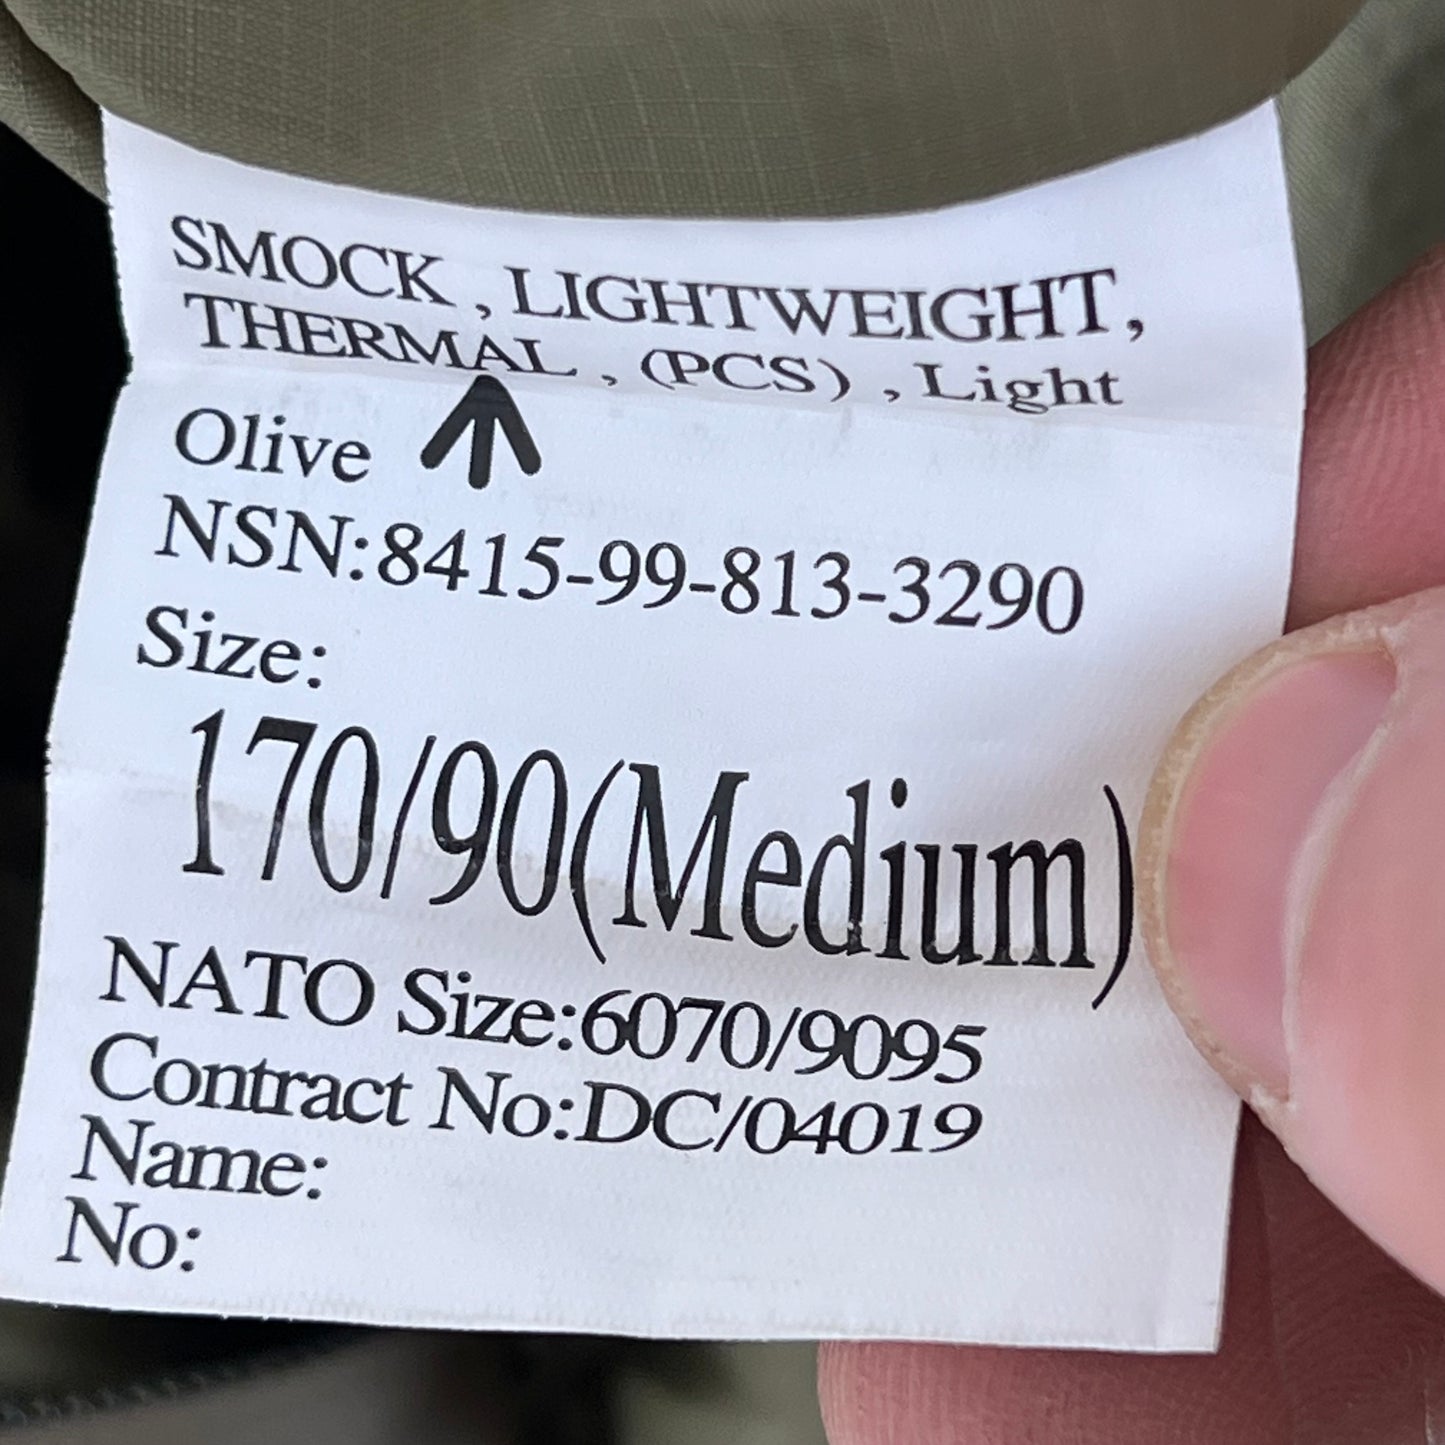 SMOCK , LIGHTWEIGHT,
THERMAL , (PCS) , Light
Olive
NSN:8415-99-813-3290
Size:
170/90(Medium)
NATO Size:6070/9095
Contract No:DC/04019
Name:
No: